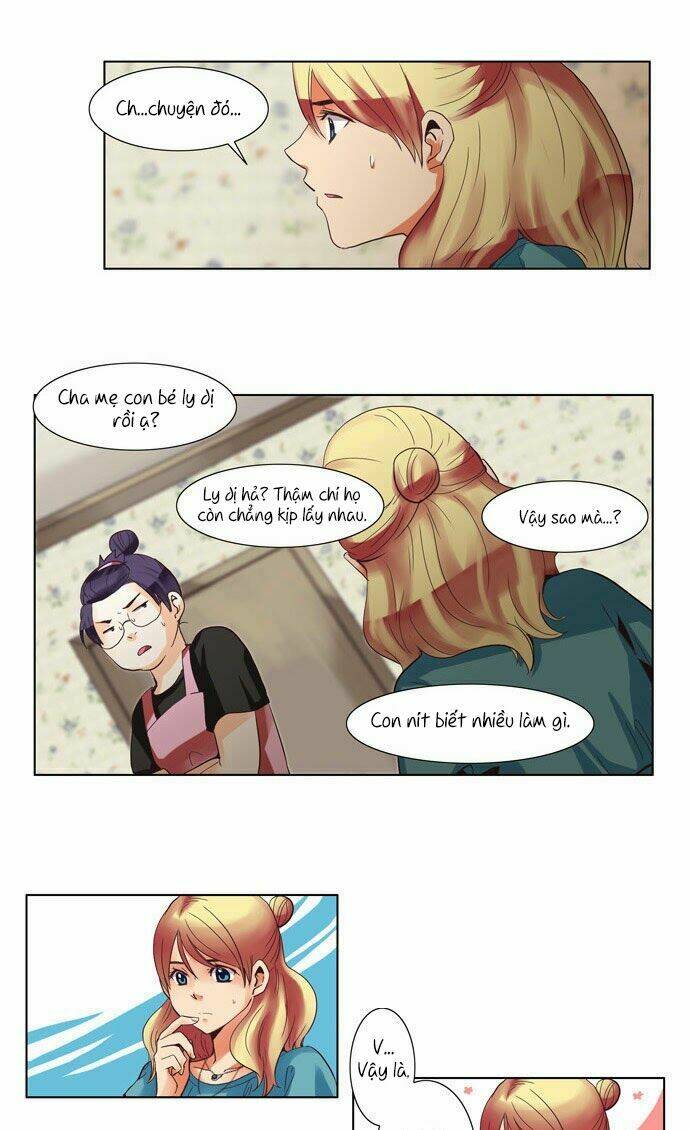 Ch...chuyện đó...
Cha mẹ con bé ly dị
rồi ạ?
Ly dị hả? Thậm chí họ
còn chẳng kịp lấy nhau.
Vậy sao mà...?
Con nít biết nhiều làm gì.
V...
Vậy là.